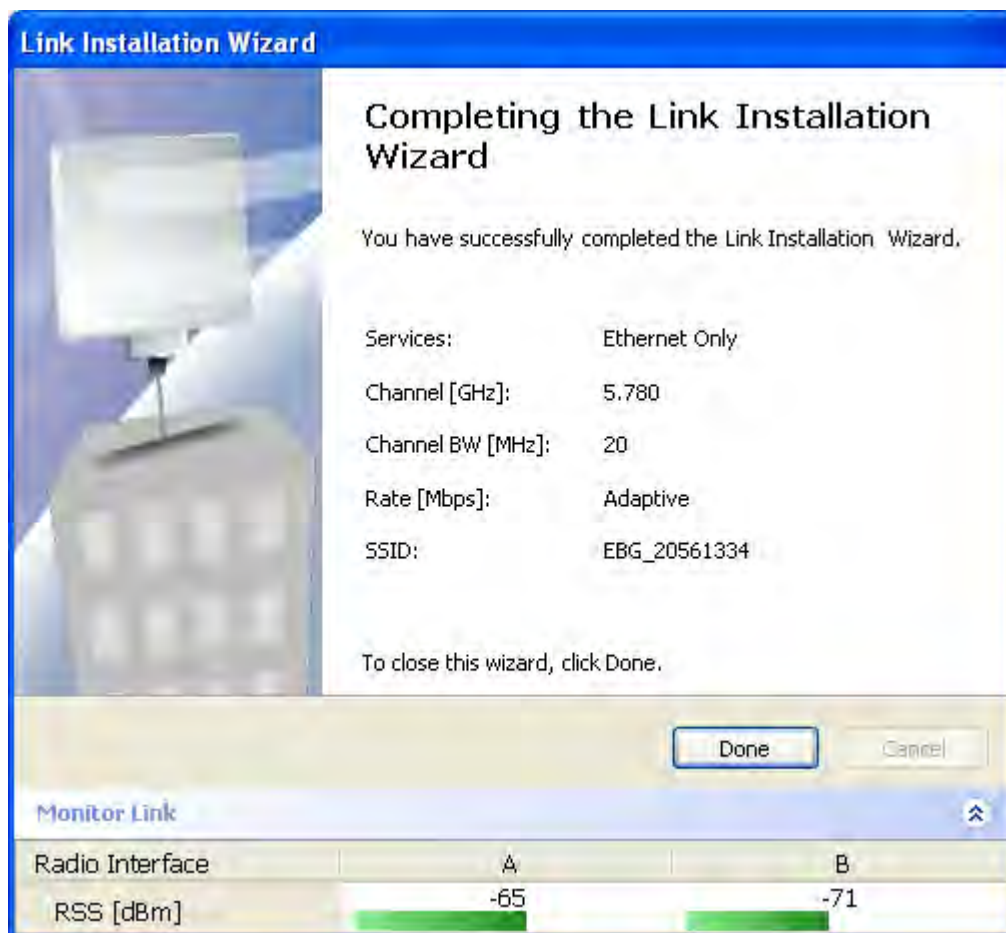 Link Installation Wizard
Completing the Link Installation
Wizard
You have successfully completed the Link Installation Wizard.
Services: Ethernet Only
Channel [GHz]: 5.780
Channel BW [MHz]: 20
Rate [Mbps]: Adaptive
SSID: EBG_20561334
To close this wizard, click Done.
Done Cancel
Monitor Link
Radio Interface A B
RSS [dBm] -65 -71